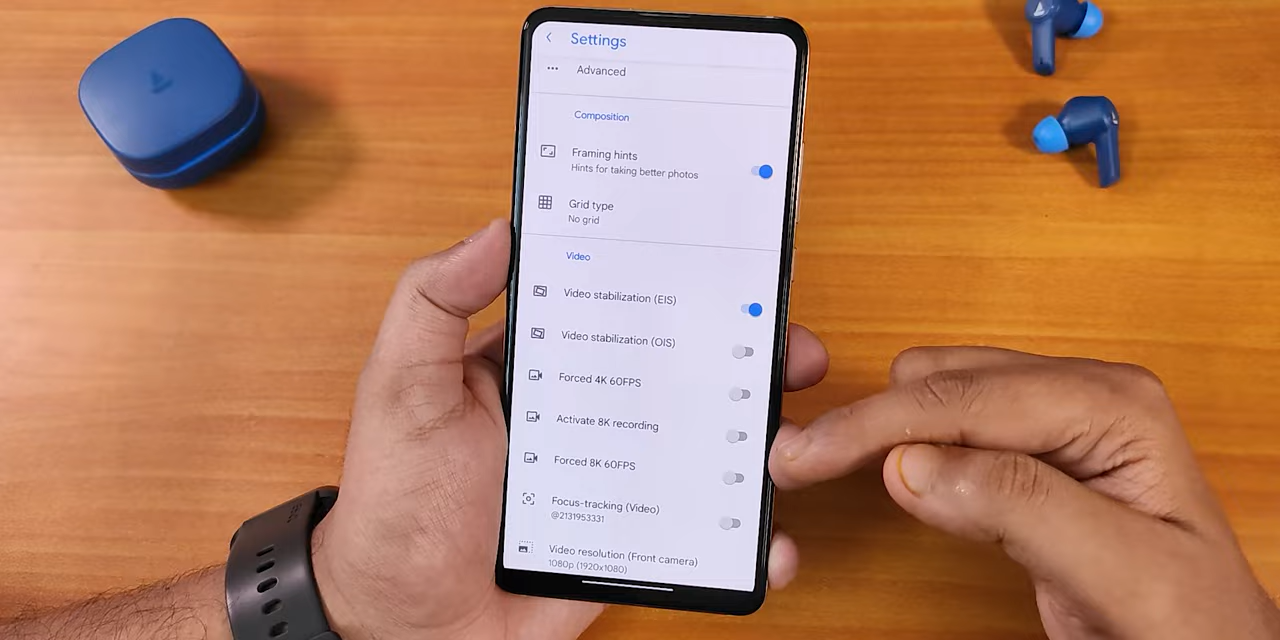 Settings
Advanced
Composition
Framing hints
Hints for taking better photos
Grid type
No grid
Video
Video stabilization (EIS)
Video stabilization (OIS)
Forced 4K 60FPS
Activate 8K recording
Forced 8K 60FPS
Focus-tracking (Video)
@2131953331
Video resolution (Front camera)
1080p (1920x1080)